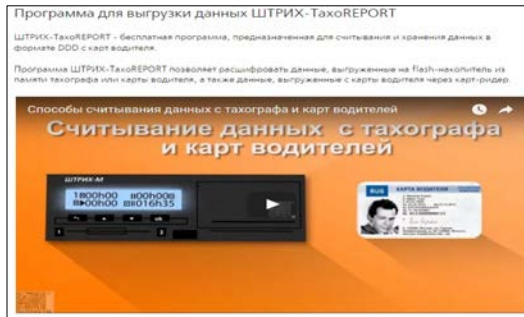 Программа для выгрузки данных ШТРИХ-ТахоREPORT
ШТРИХ-ТахоREPORT - бесплатная программа, предназначенная для считывания и хранения данных в
формате DDD с карт водителя.
Программа ШТРИХ-ТахоREPORT позволяет расшифровать данные, выгруженные на flash-накопитель из
памяти тахографа или карты водителя, а также данные, выгруженные с карты водителя через карт-ридер.
Способы считывания данных с тахографа и карт водителей
Считывание данных с тахографа
и карт водителей
ШТРИХ-М
1 2
RUS КАРТА ВОДИТЕЛЯ